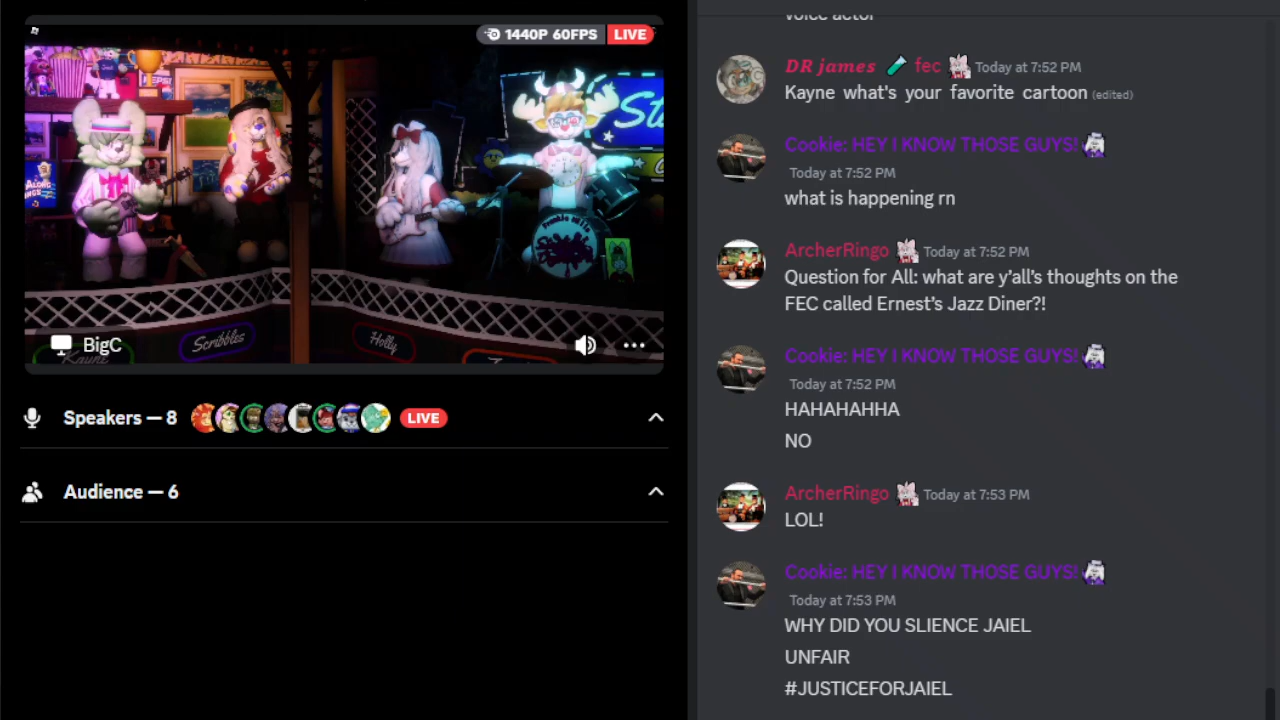 1440P 60FPS LIVE
PEPSI
St
ALONG
Scribbles
Holly
Kayne
BigC
Speakers — 8 LIVE
Audience — 6
voice actor
DR james 🧪 fec Today at 7:52 PM
Kayne what's your favorite cartoon (edited)
Cookie: HEY I KNOW THOSE GUYS!
Today at 7:52 PM
what is happening rn
ArcherRingo Today at 7:52 PM
Question for All: what are y’all’s thoughts on the
FEC called Ernest’s Jazz Diner?!
Cookie: HEY I KNOW THOSE GUYS!
Today at 7:52 PM
HAHAHAHHA
NO
ArcherRingo Today at 7:53 PM
LOL!
Cookie: HEY I KNOW THOSE GUYS!
Today at 7:53 PM
WHY DID YOU SLIENCE JAIEL
UNFAIR
#JUSTICEFORJAIEL